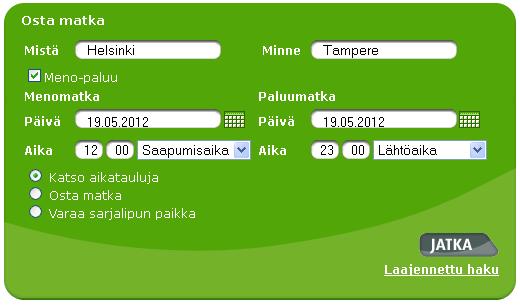 Osta matka
Mistä Helsinki Minne Tampere
Meno-paluu
Menomatka Paluumatka
Päivä 19.05.2012 Päivä 19.05.2012
Aika 12 00 Saapumisaika Aika 23 00 Lähtöaika
Katso aikatauluja
Osta matka
Varaa sarjalipun paikka
JATKA
Laajennettu haku